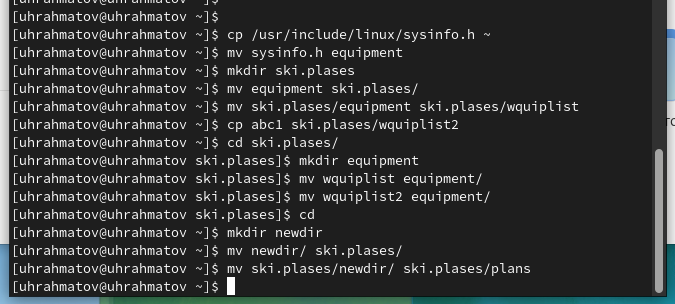 [uhrahmatov@uhrahmatov ~]$
[uhrahmatov@uhrahmatov ~]$
[uhrahmatov@uhrahmatov ~]$ cp /usr/include/linux/sysinfo.h ~
[uhrahmatov@uhrahmatov ~]$ mv sysinfo.h equipment
[uhrahmatov@uhrahmatov ~]$ mkdir ski.plases
[uhrahmatov@uhrahmatov ~]$ mv equipment ski.plases/
[uhrahmatov@uhrahmatov ~]$ mv ski.plases/equipment ski.plases/wquiplist
[uhrahmatov@uhrahmatov ~]$ cp abc1 ski.plases/wquiplist2
[uhrahmatov@uhrahmatov ~]$ cd ski.plases/
[uhrahmatov@uhrahmatov ski.plases]$ mkdir equipment
[uhrahmatov@uhrahmatov ski.plases]$ mv wquiplist equipment/
[uhrahmatov@uhrahmatov ski.plases]$ mv wquiplist2 equipment/
[uhrahmatov@uhrahmatov ski.plases]$ cd
[uhrahmatov@uhrahmatov ~]$ mkdir newdir
[uhrahmatov@uhrahmatov ~]$ mv newdir/ ski.plases/
[uhrahmatov@uhrahmatov ~]$ mv ski.plases/newdir/ ski.plases/plans
[uhrahmatov@uhrahmatov ~]$